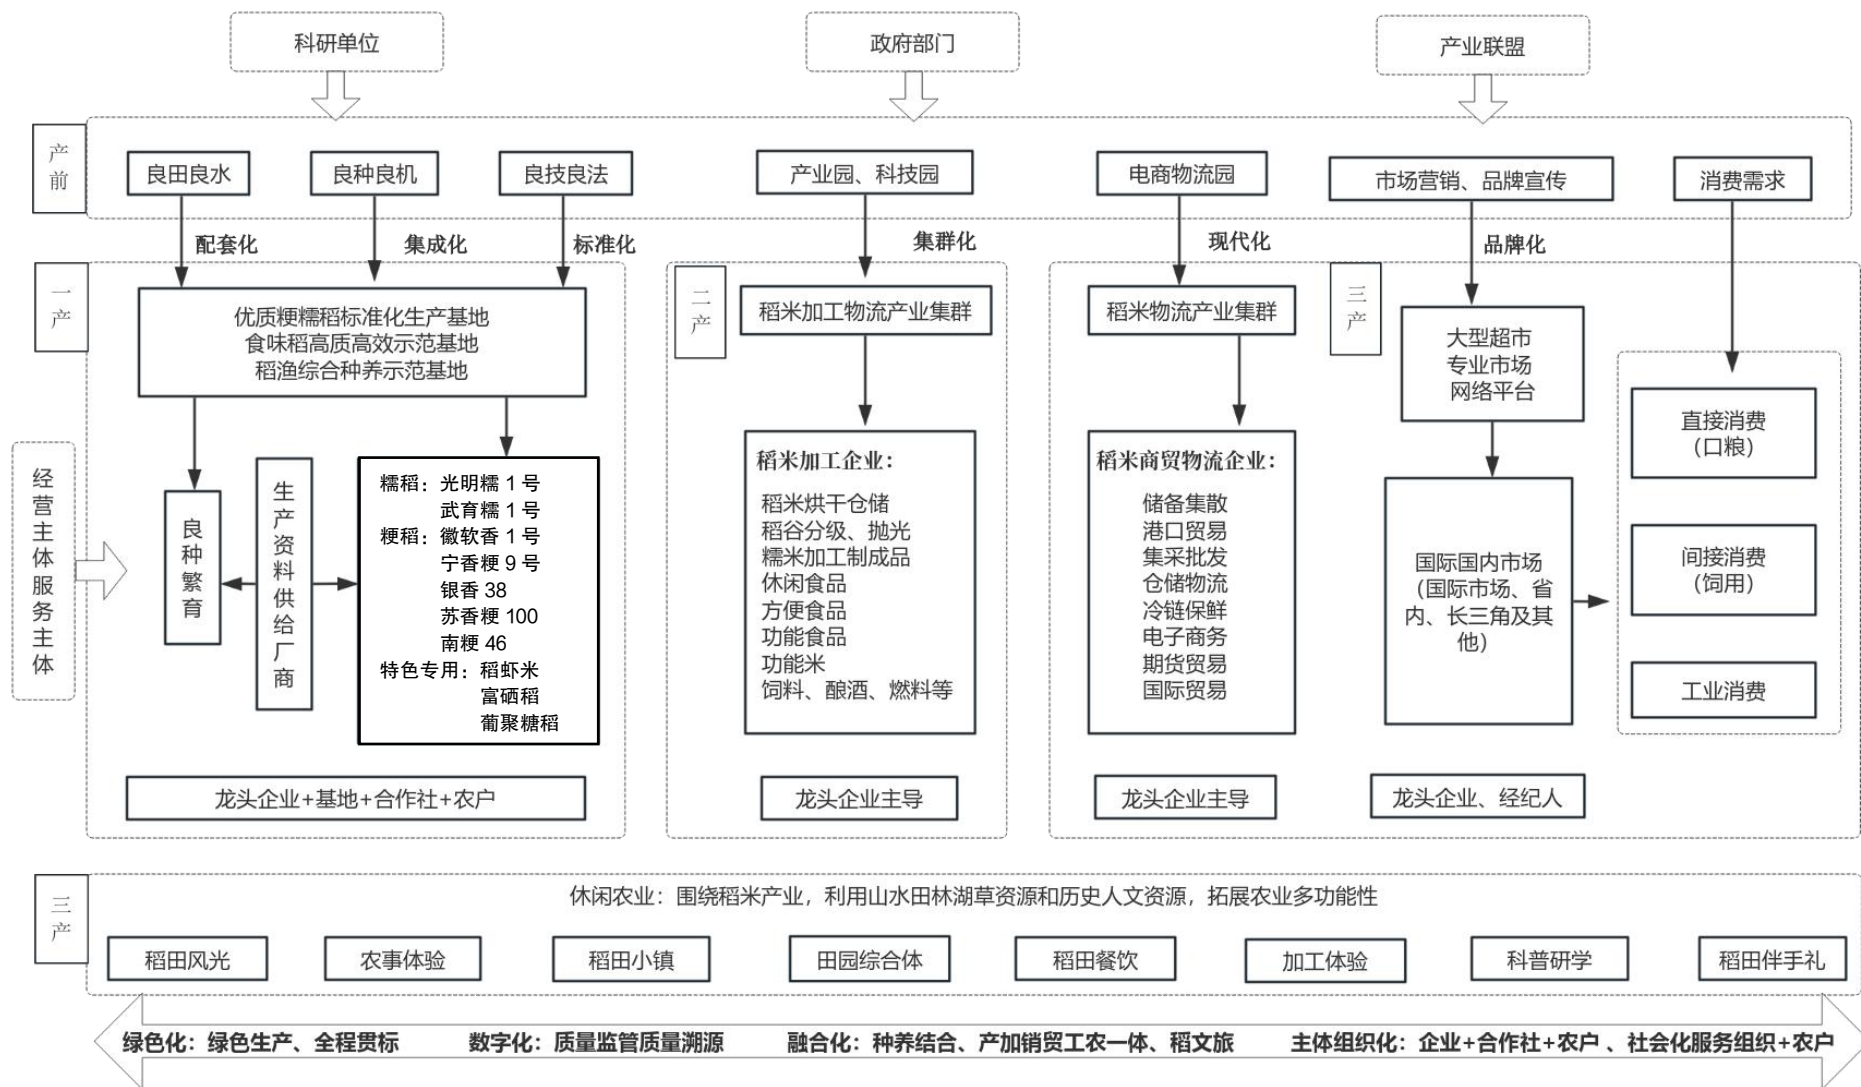 科研单位
政府部门
产业联盟
产前
良田良水
良种良机
良技良法
产业园、科技园
电商物流园
市场营销、品牌宣传
消费需求
配套化
集成化
标准化
集群化
现代化
品牌化
一产
优质粳糯稻标准化生产基地
食味稻高质高效示范基地
稻渔综合种养示范基地
经营主体服务主体
良种繁育
生产资料供给厂商
糯稻：光明糯 1 号
武育糯 1 号
粳稻：徽软香 1 号
宁香粳 9 号
银香 38
苏香粳 100
南粳 46
特色专用：稻虾米
富硒稻
葡聚糖稻
龙头企业+基地+合作社+农户
二产
稻米加工物流产业集群
稻米加工企业：
稻米烘干仓储
稻谷分级、抛光
糯米加工制成品
休闲食品
方便食品
功能食品
功能米
饲料、酿酒、燃料等
龙头企业主导
三产
稻米物流产业集群
稻米商贸物流企业：
储备集散
港口贸易
集采批发
仓储物流
冷链保鲜
电子商务
期货贸易
国际贸易
龙头企业主导
大型超市
专业市场
网络平台
国际国内市场
（国际市场、省
内、长三角及其
他）
龙头企业、经纪人
直接消费
（口粮）
间接消费
（饲用）
工业消费
三产
休闲农业：围绕稻米产业，利用山水田林湖草资源和历史人文资源，拓展农业多功能性
稻田风光
农事体验
稻田小镇
田园综合体
稻田餐饮
加工体验
科普研学
稻田伴手礼
绿色化：绿色生产、全程贯标
数字化：质量监管质量溯源
融合化：种养结合、产加销贸工农一体、稻文旅
主体组织化：企业+合作社+农户 、社会化服务组织+农户